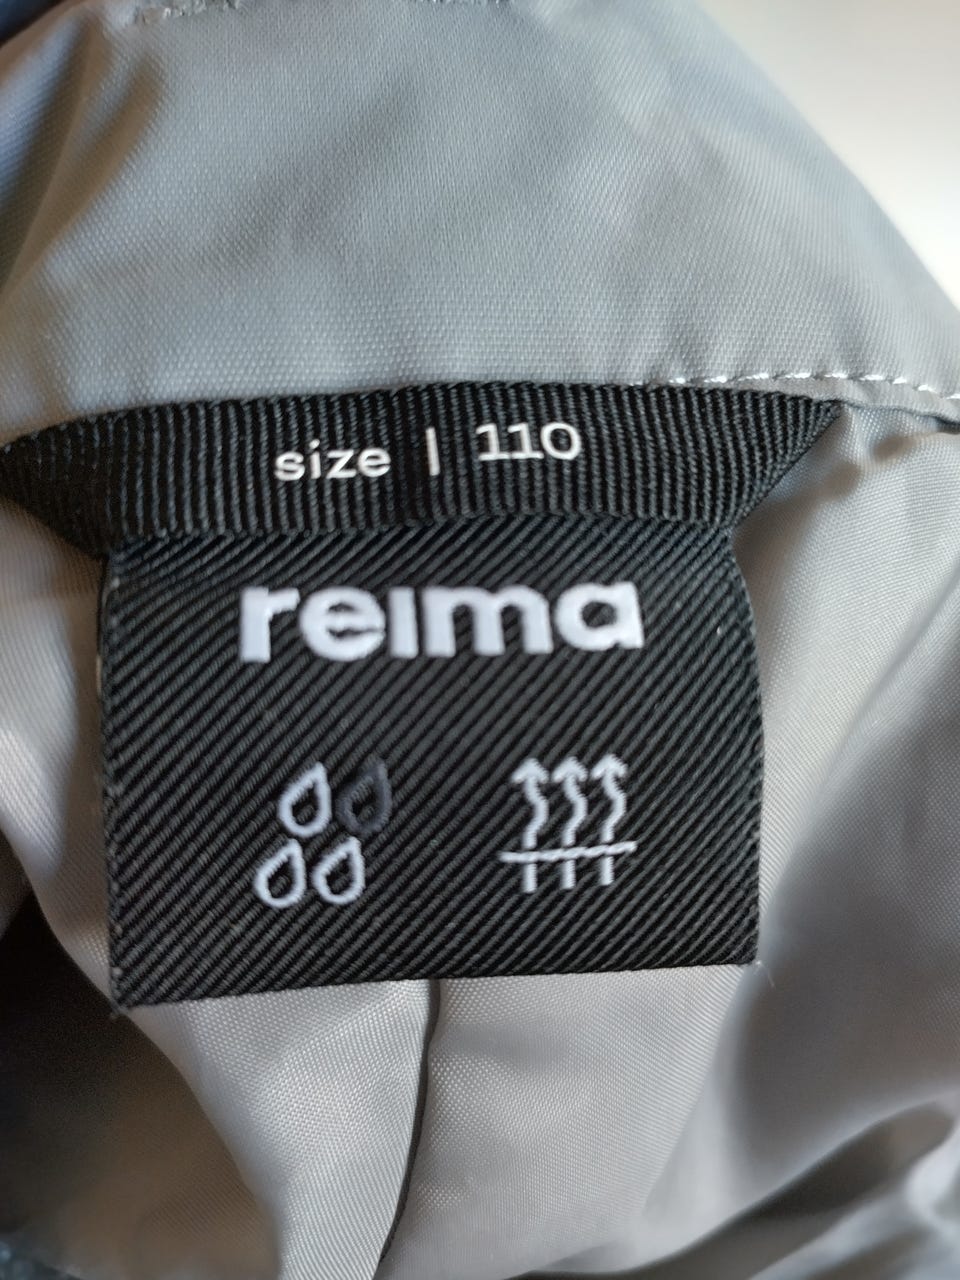 size | 110
reima